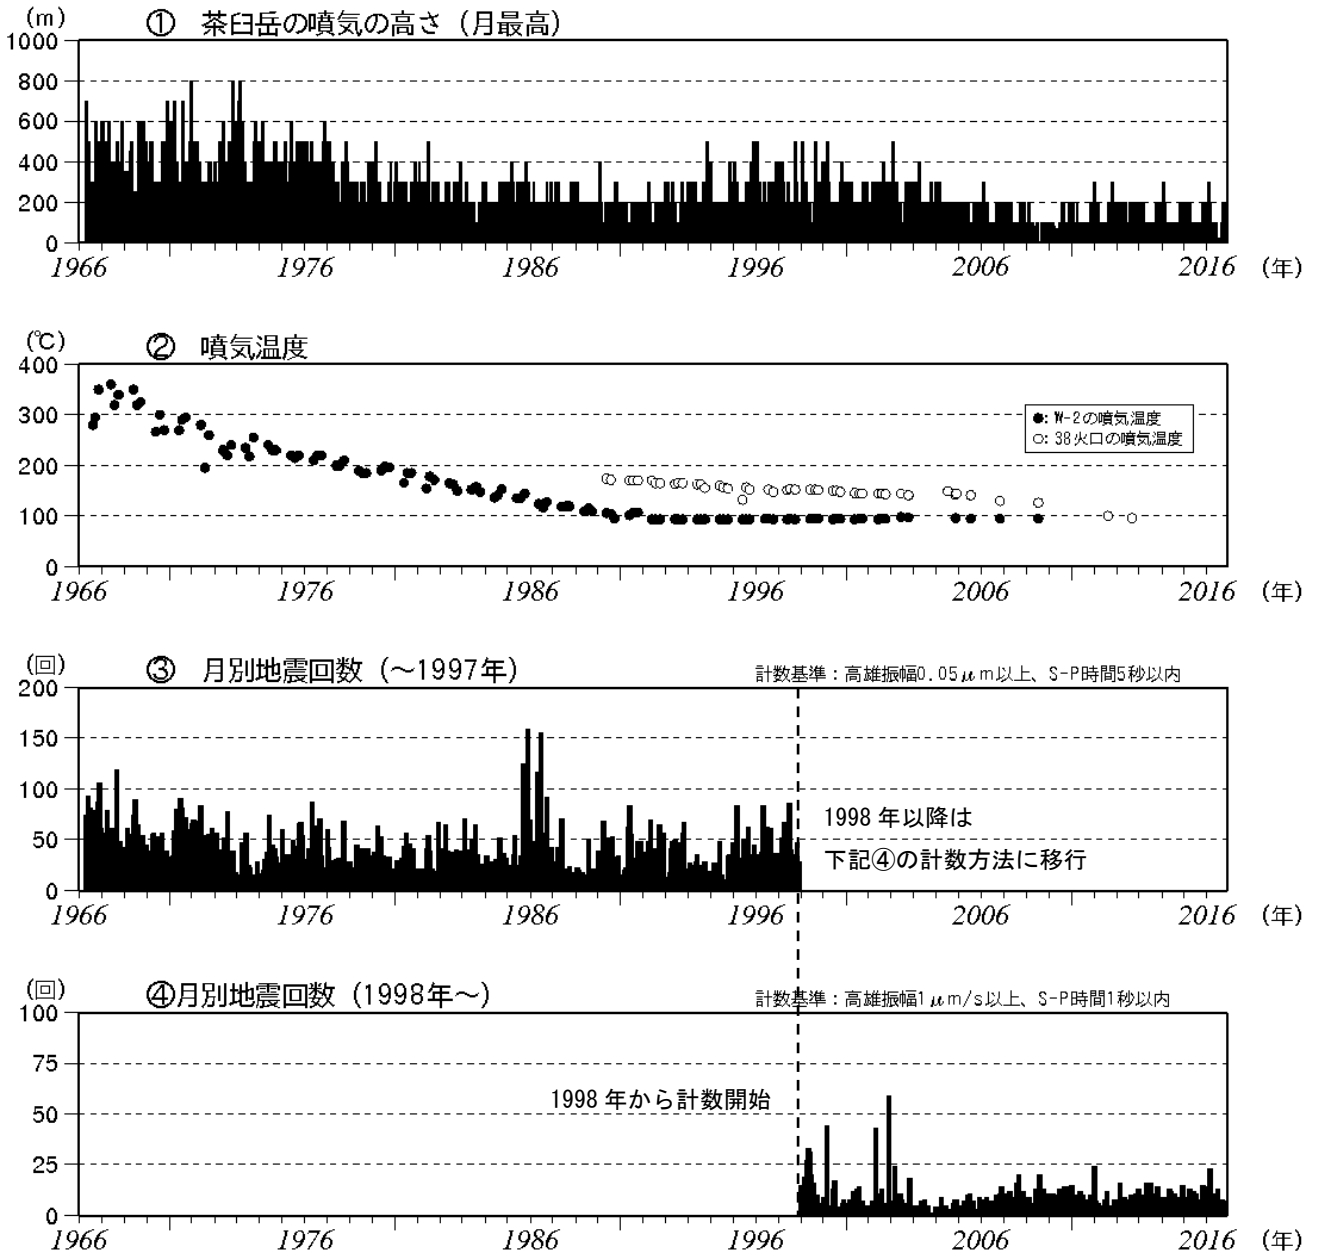 (m)
① 茶臼岳の噴気の高さ（月最高）
1000
800
600
400
200
0
1966 1976 1986 1996 2006 2016 （年）
(℃)
② 噴気温度
400
300
200
100
0
●: W-2の噴気温度
○: 38火口の噴気温度
1966 1976 1986 1996 2006 2016 （年）
(回)
③ 月別地震回数（～1997年）
計数基準：高雄振幅0.05μm以上、S-P時間5秒以内
200
150
100
50
0
1998 年以降は
下記④の計数方法に移行
1966 1976 1986 1996 2006 2016 （年）
(回)
④月別地震回数（1998年～）
計数基準：高雄振幅1μm/s以上、S-P時間1秒以内
100
75
50
25
0
1998 年から計数開始
1966 1976 1986 1996 2006 2016 （年）